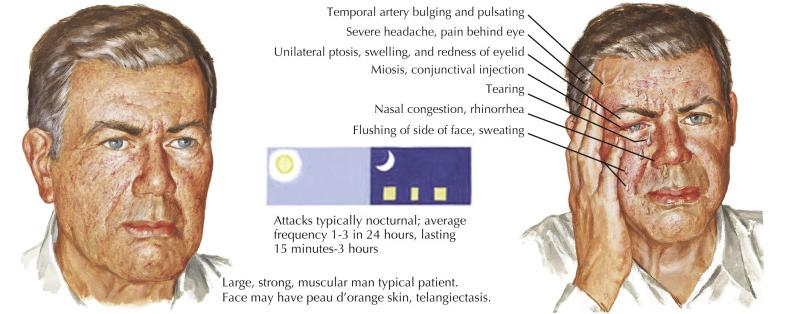 Temporal artery bulging and pulsating
Severe headache, pain behind eye
Unilateral ptosis, swelling, and redness of eyelid
Miosis, conjunctival injection
Tearing
Nasal congestion, rhinorrhea
Flushing of side of face, sweating
Attacks typically nocturnal; average
frequency 1-3 in 24 hours, lasting
15 minutes-3 hours
Large, strong, muscular man typical patient.
Face may have peau d’orange skin, telangiectasis.